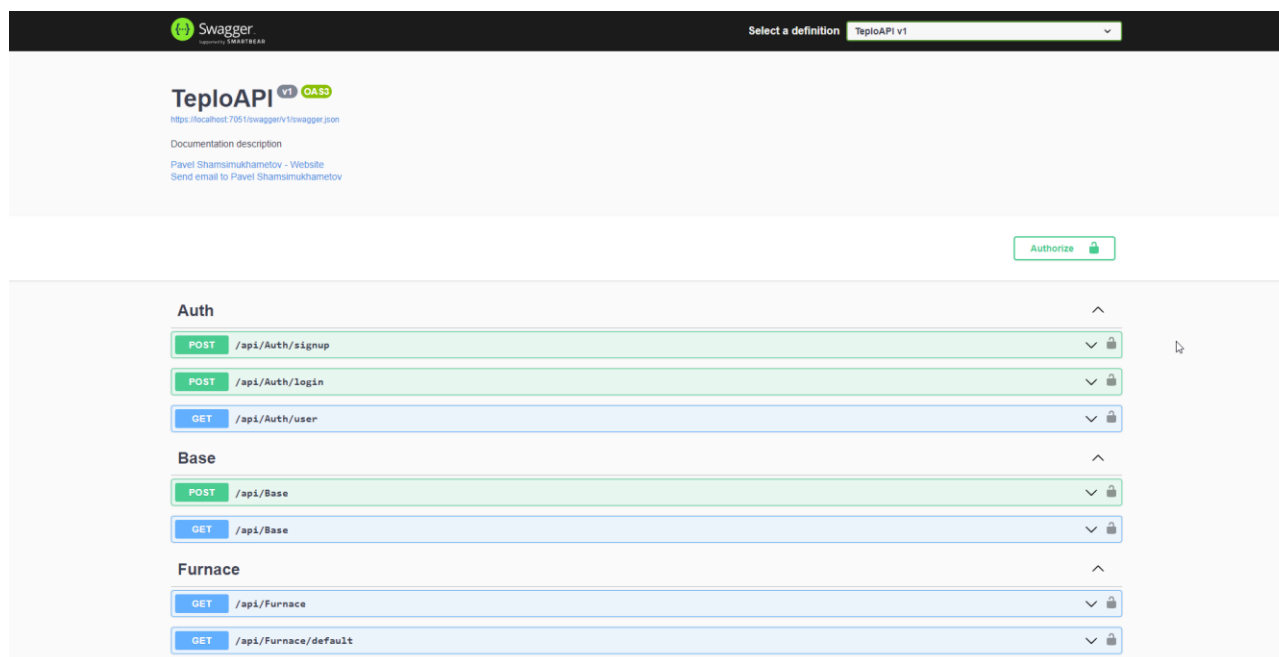 Swagger.
Supported by SMARTBEAR
Select a definition
TeploAPI v1
TeploAPI v1 OAS3
https://localhost:7051/swagger/v1/swagger.json
Documentation description
Pavel Shamsimukhametov - Website
Send email to Pavel Shamsimukhametov
Authorize
Auth
POST /api/Auth/signup
POST /api/Auth/login
GET /api/Auth/user
Base
POST /api/Base
GET /api/Base
Furnace
GET /api/Furnace
GET /api/Furnace/default